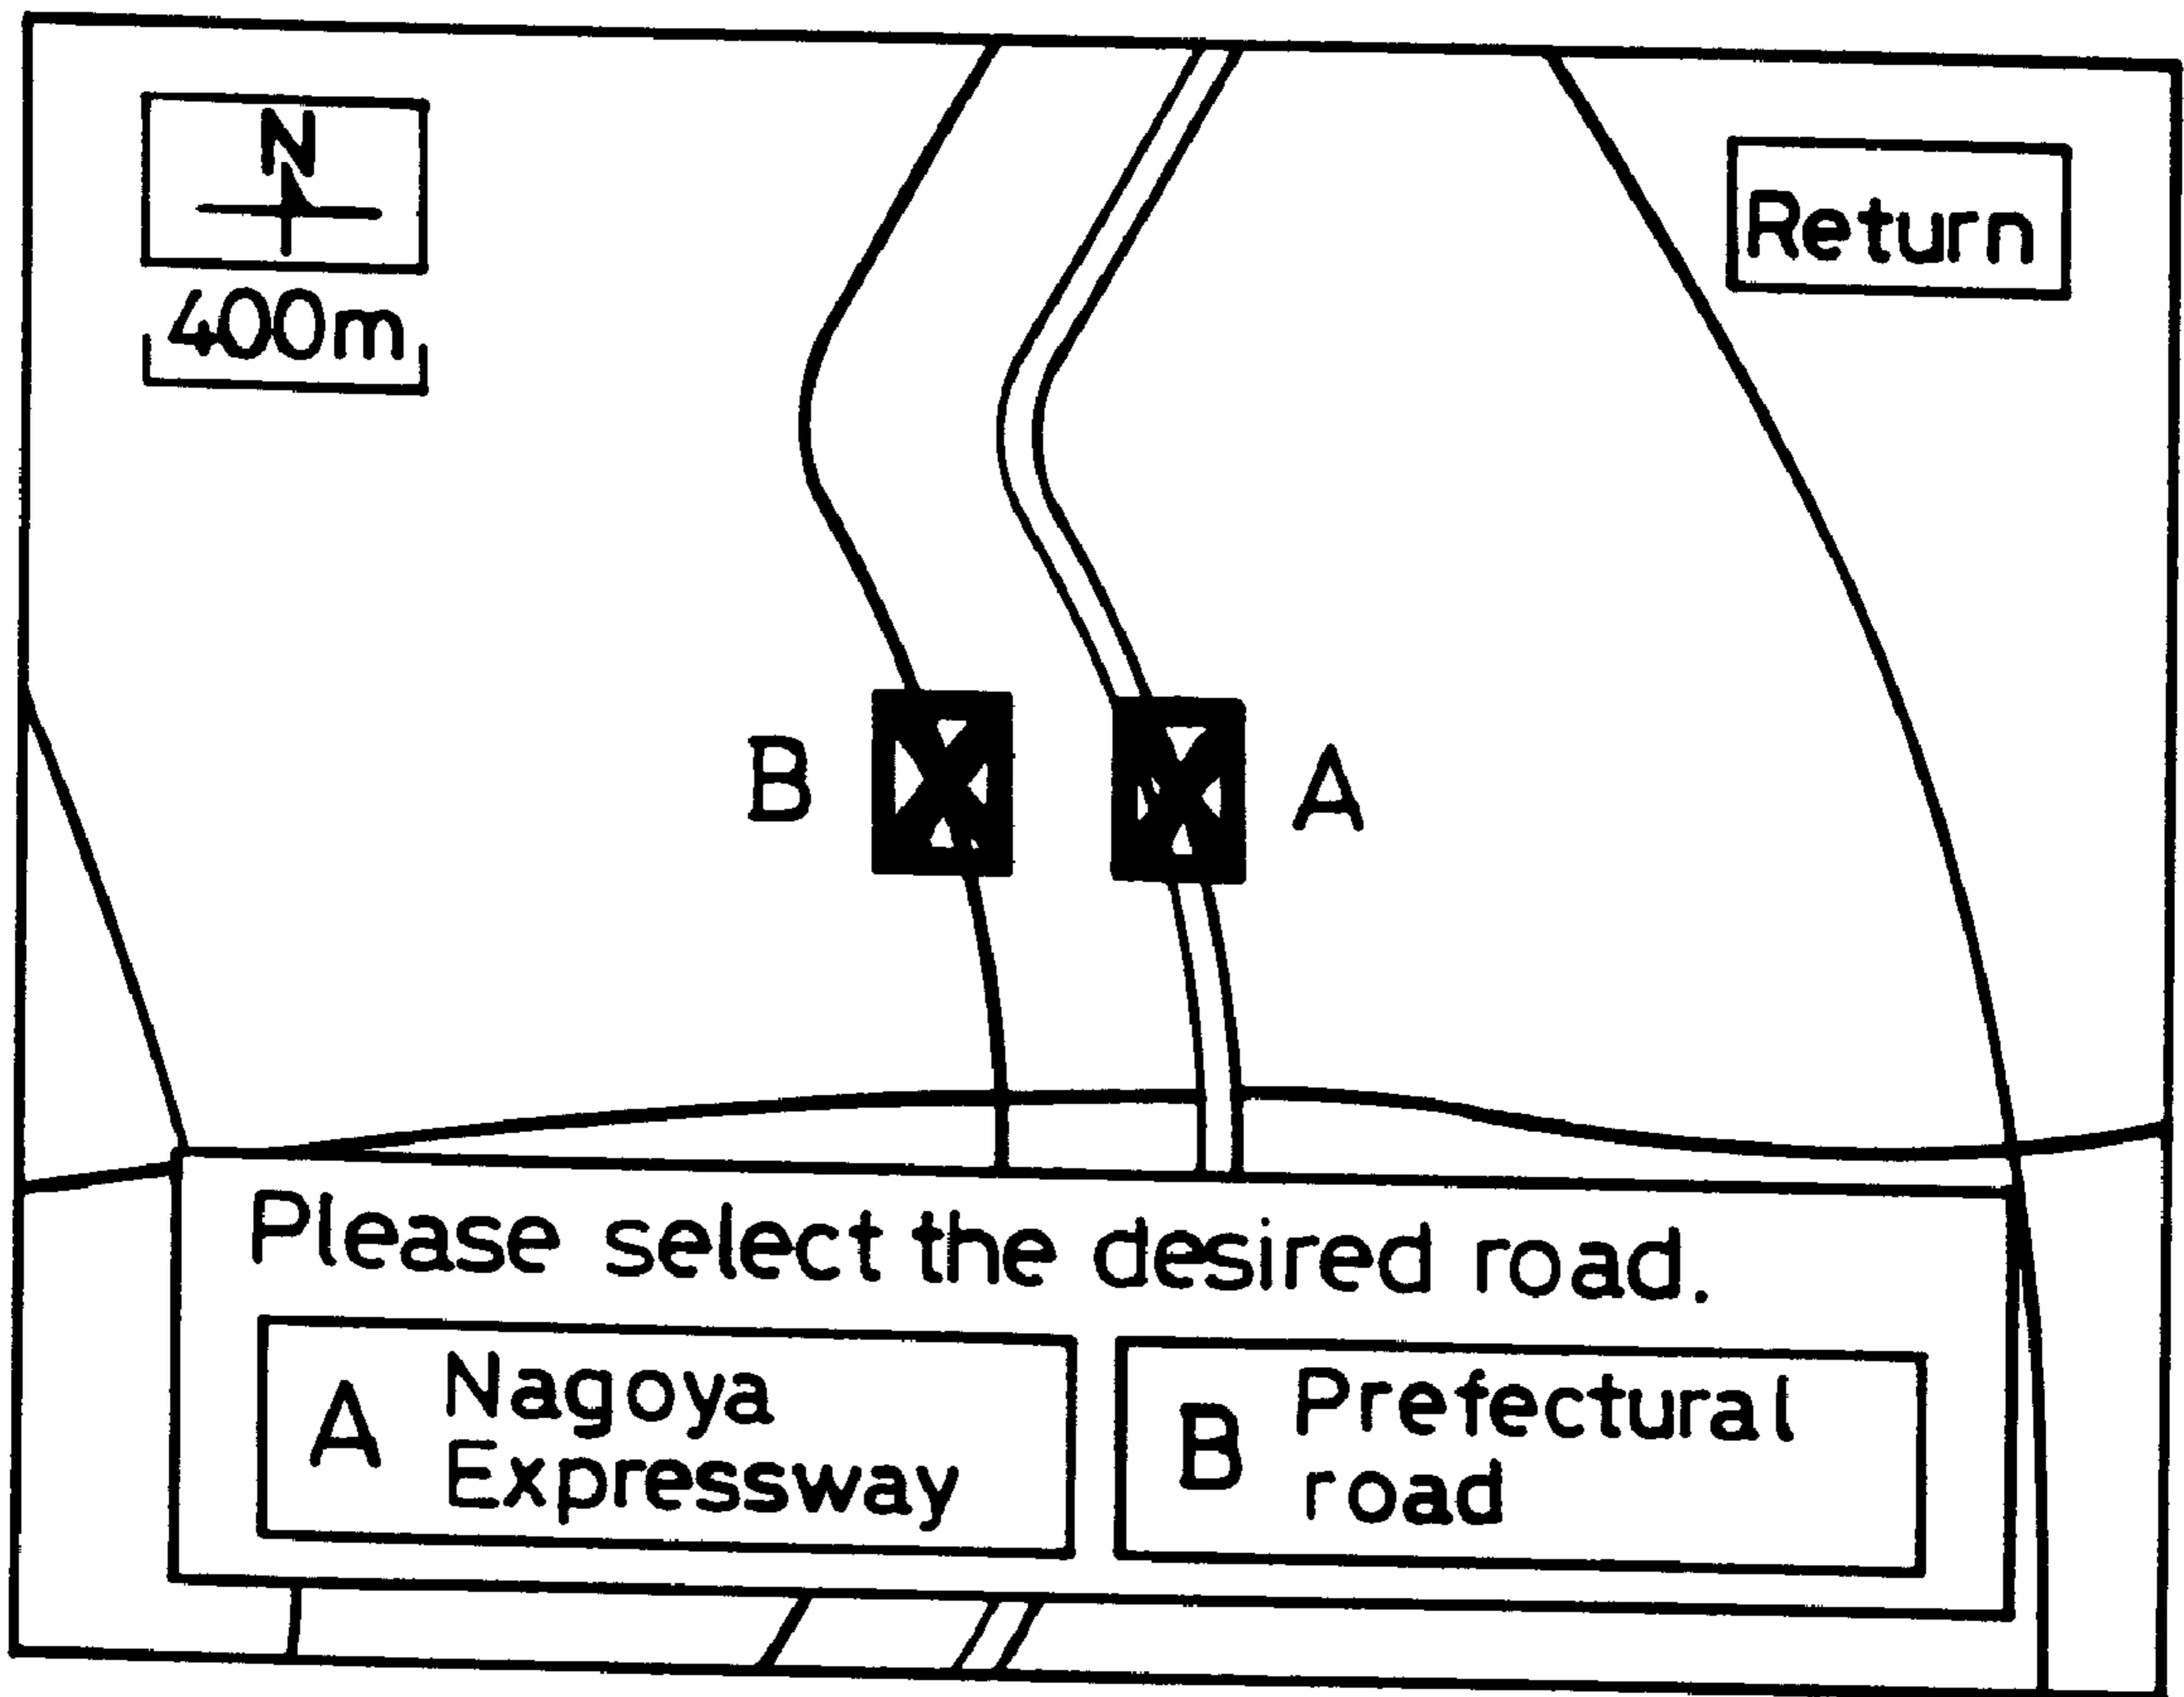 N
400m
Return
B
A
Please select the desired road.
A Nagoya
Expressway
B Prefectural
road